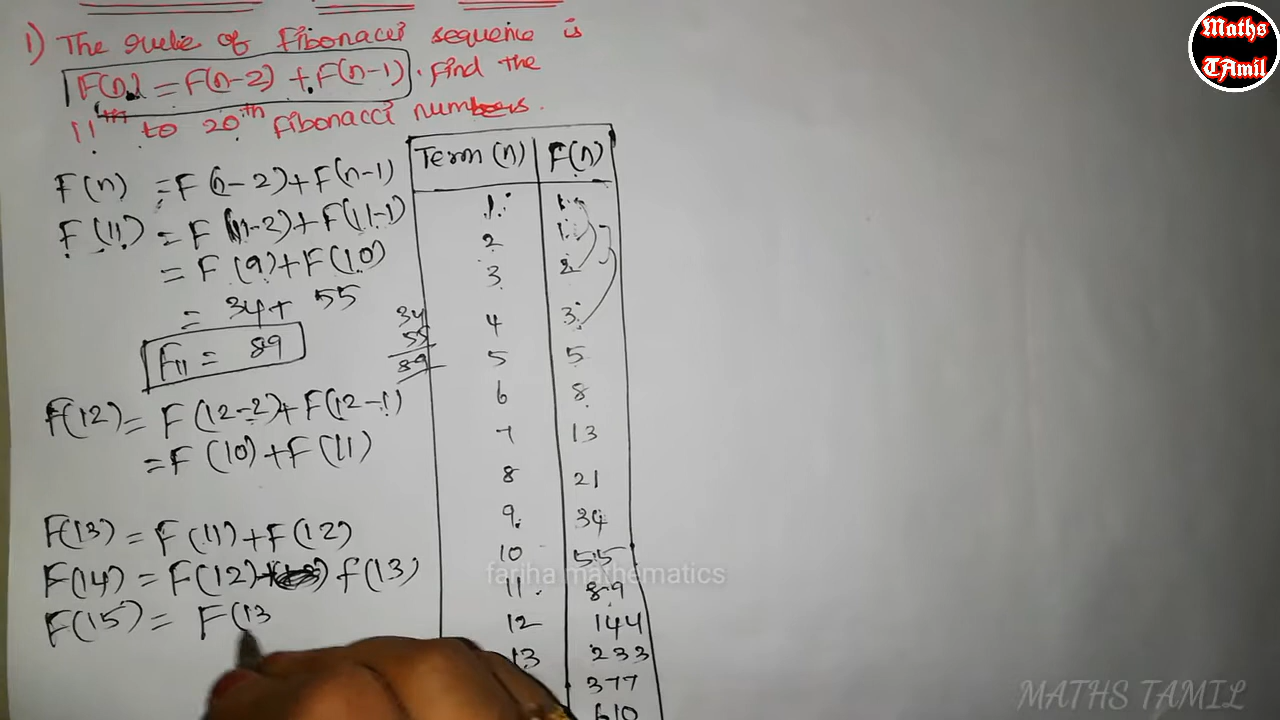 1) The rule of Fibonacci sequence is
F(n) = F(n-2) + F(n-1). Find the
11th to 20th Fibonacci numbers.
F(n) = F(n-2) + F(n-1)
F(11) = F(11-2) + F(11-1)
= F(9) + F(10)
= 34 + 55
F11 = 89
34
55
89
F(12) = F(12-2) + F(12-1)
= F(10) + F(11)
F(13) = F(11) + F(12)
F(14) = F(12) + f(13)
F(15) = F(13
Term (n) F(n)
1. 1.
2 1.
3 2
4 3.
5 5
6 8
7 13
8 21
9. 34
10 55
11. 89
12 144
13 233
377
610
fariha mathematics
Maths
TAmil
MATHS TAMIL